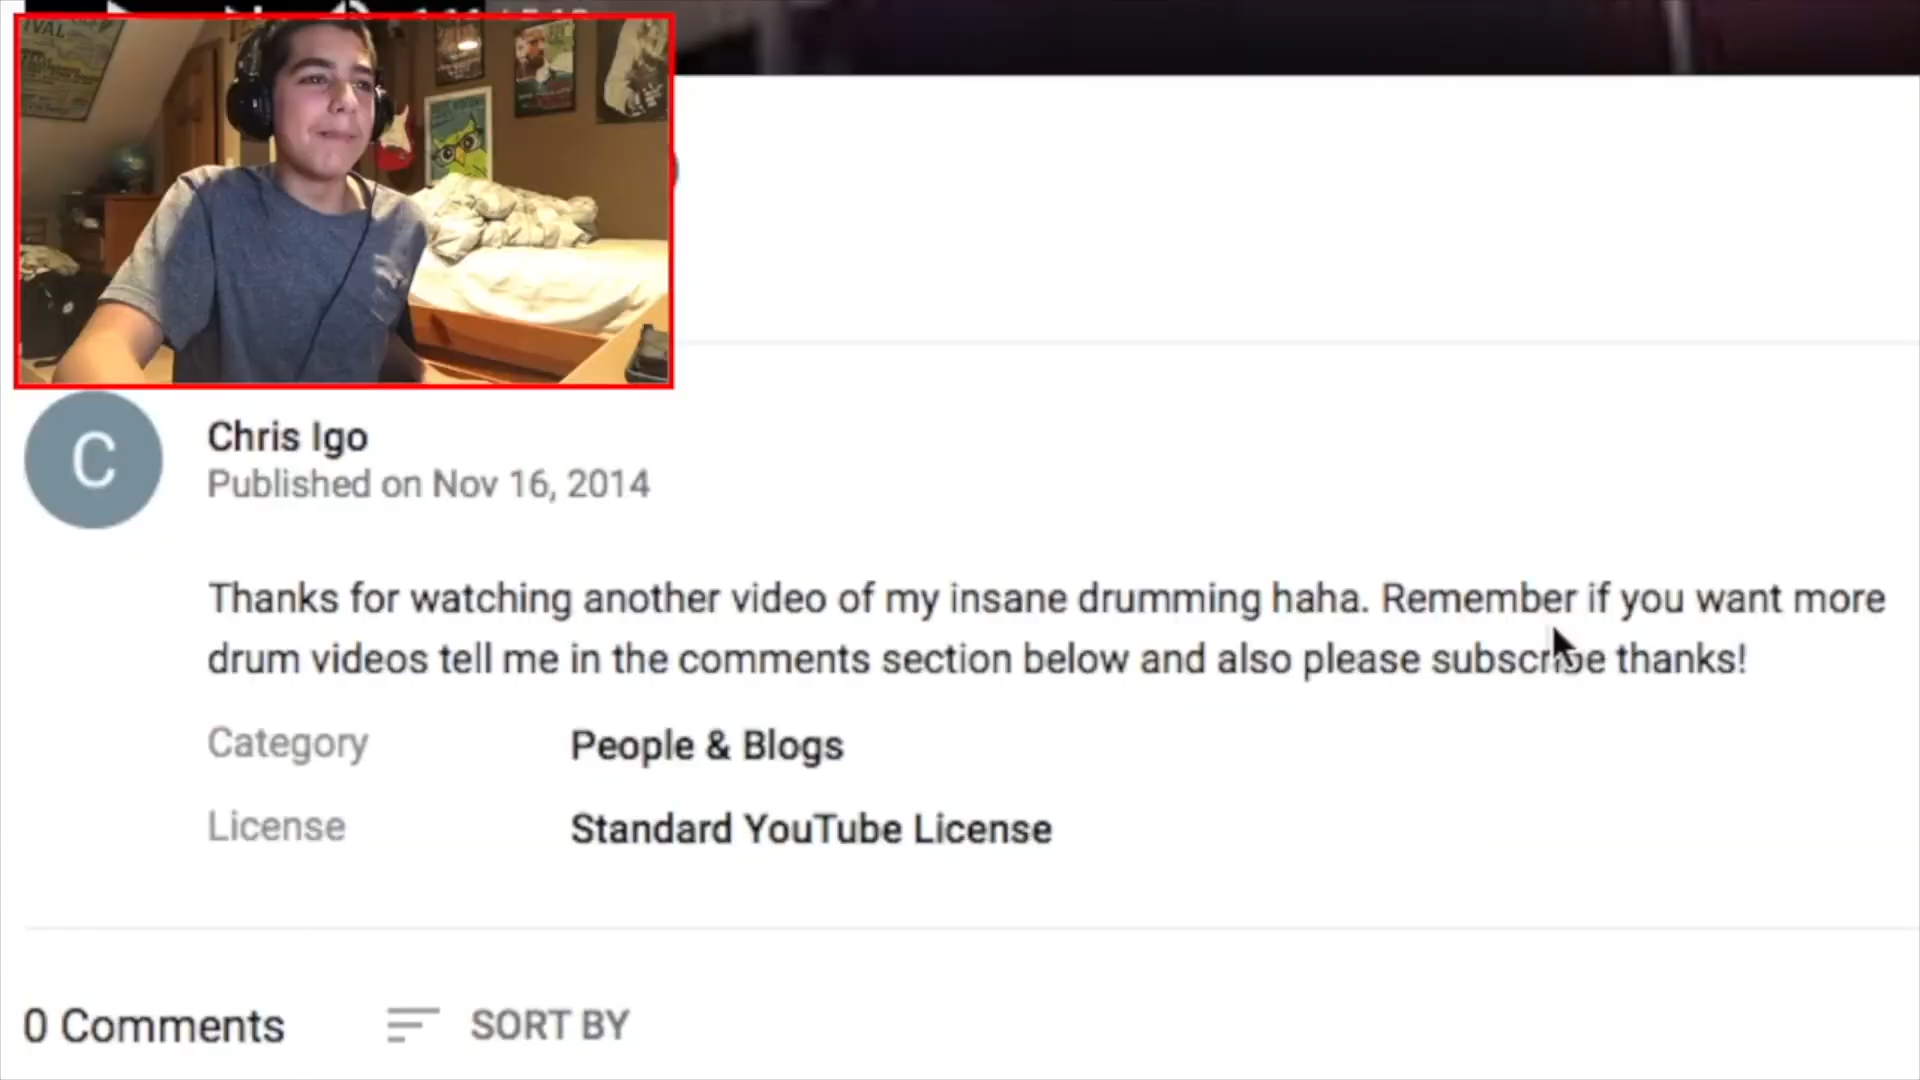 IVAL
C
Chris Igo
Published on Nov 16, 2014
Thanks for watching another video of my insane drumming haha. Remember if you want more
drum videos tell me in the comments section below and also please subscribe thanks!
Category People & Blogs
License Standard YouTube License
0 Comments SORT BY